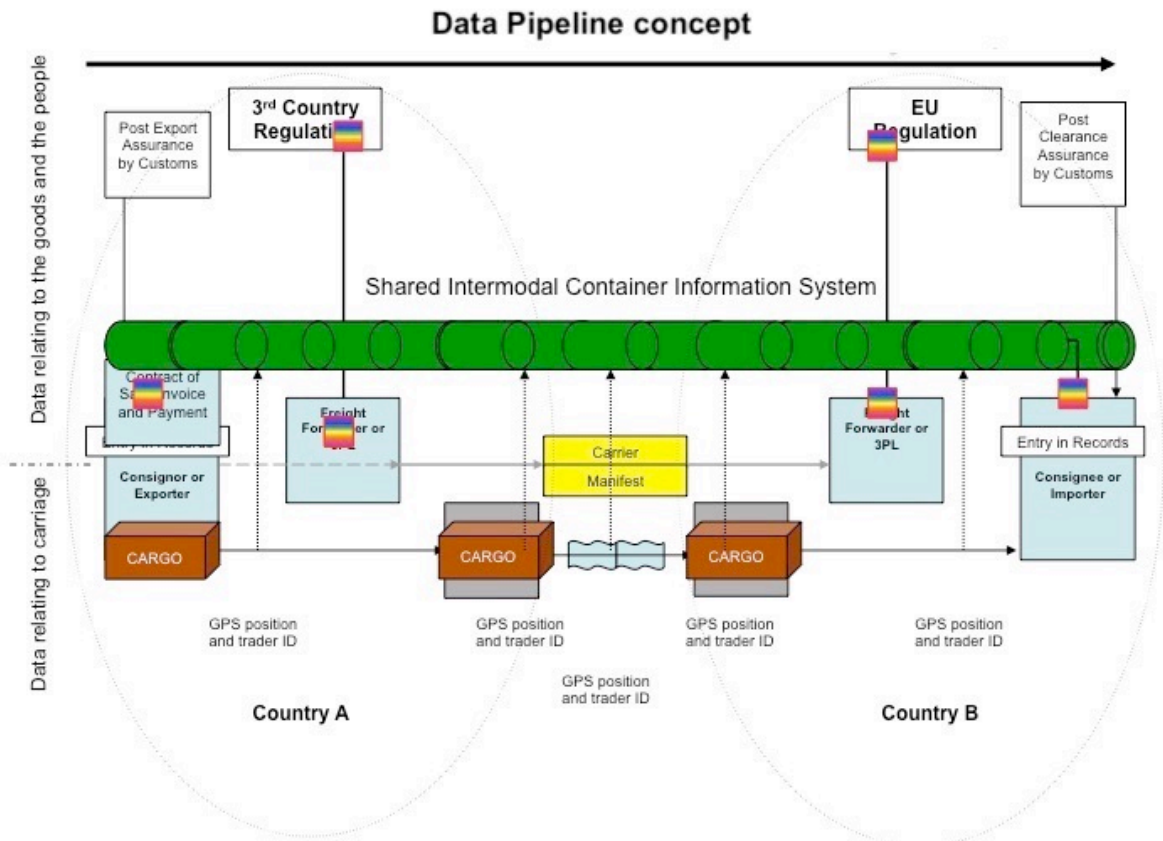 Data Pipeline concept
Data relating to the goods and the people
Data relating to carriage
Post Export
Assurance
by Customs
3rd Country
EU
Regulation
Post
Clearance
Assurance
by Customs
Shared Intermodal Container Information System
Contract of
and Payment
Consignor or
Exporter
Freight
or
Carrier
Manifest
Forwarder or
3PL
Entry in Records
Consignee or
Importer
CARGO
CARGO
CARGO
GPS position
and trader ID
GPS position
and trader ID
GPS position
and trader ID
GPS position
and trader ID
GPS position
and trader ID
Country A
Country B